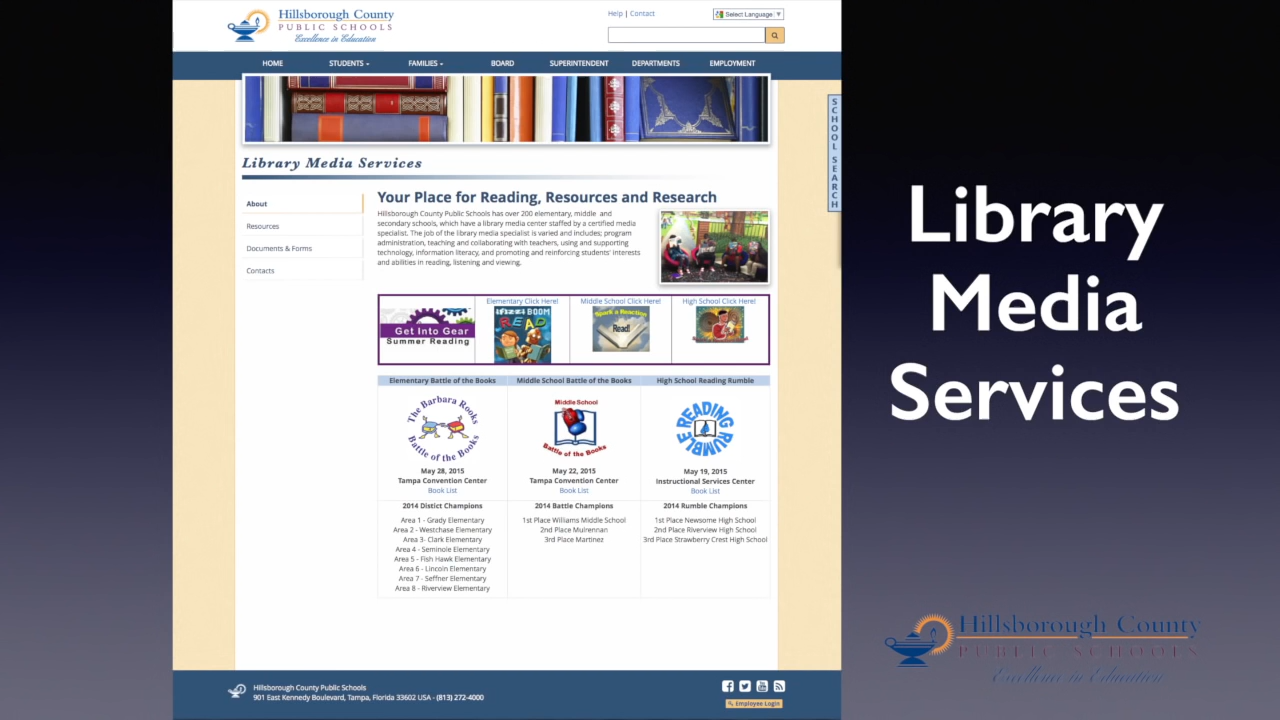 Hillsborough County
PUBLIC SCHOOLS
Excellence in Education
Help | Contact
Select Language
HOME
STUDENTS
FAMILIES
BOARD
SUPERINTENDENT
DEPARTMENTS
EMPLOYMENT
SCHOOL SEARCH
Library Media Services
About
Resources
Documents & Forms
Contacts
Your Place for Reading, Resources and Research
Hillsborough County Public Schools has over 200 elementary, middle and
secondary schools, which have a library media center staffed by a certified media
specialist. The job of the library media specialist is varied and includes; program
administration, teaching and collaborating with teachers, using and supporting
technology, information literacy, and promoting and reinforcing students' interests
and abilities in reading, listening and viewing.
Get Into Gear
Summer Reading
Elementary Click Here!
Fizz! BOOM
READ
Middle School Click Here!
Spark a Reaction
Read!
High School Click Here!
Elementary Battle of the Books
Middle School Battle of the Books
High School Reading Rumble
The Barbara Rooks
Battle of the Books
Middle School
Battle of the Books
READING
RUMBLE
May 28, 2015
Tampa Convention Center
Book List
May 22, 2015
Tampa Convention Center
Book List
May 19, 2015
Instructional Services Center
Book List
2014 Distict Champions
Area 1 - Grady Elementary
Area 2 - Westchase Elementary
Area 3- Clark Elementary
Area 4 - Seminole Elementary
Area 5 - Fish Hawk Elementary
Area 6 - Lincoln Elementary
Area 7 - Seffner Elementary
Area 8 - Riverview Elementary
2014 Battle Champions
1st Place Williams Middle School
2nd Place Muirennan
3rd Place Martinez
2014 Rumble Champions
1st Place Newsome High School
2nd Place Riverview High School
3rd Place Strawberry Crest High School
Hillsborough County Public Schools
901 East Kennedy Boulevard, Tampa, Florida 33602 USA - (813) 272-4000
Employee Login
Library
Media
Services
Hillsborough County
PUBLIC SCHOOLS
Excellence in Education